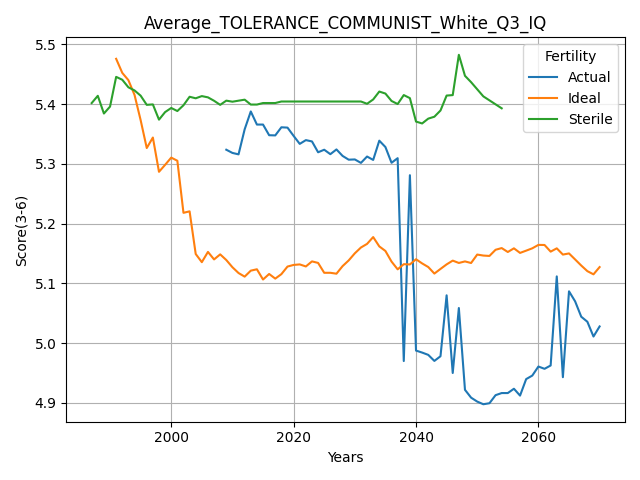 Average_TOLERANCE_COMMUNIST_White_Q3_IQ
Fertility
Actual
Ideal
Sterile
Score(3-6)
5.5
5.4
5.3
5.2
5.1
5.0
4.9
2000
2020
2040
2060
Years